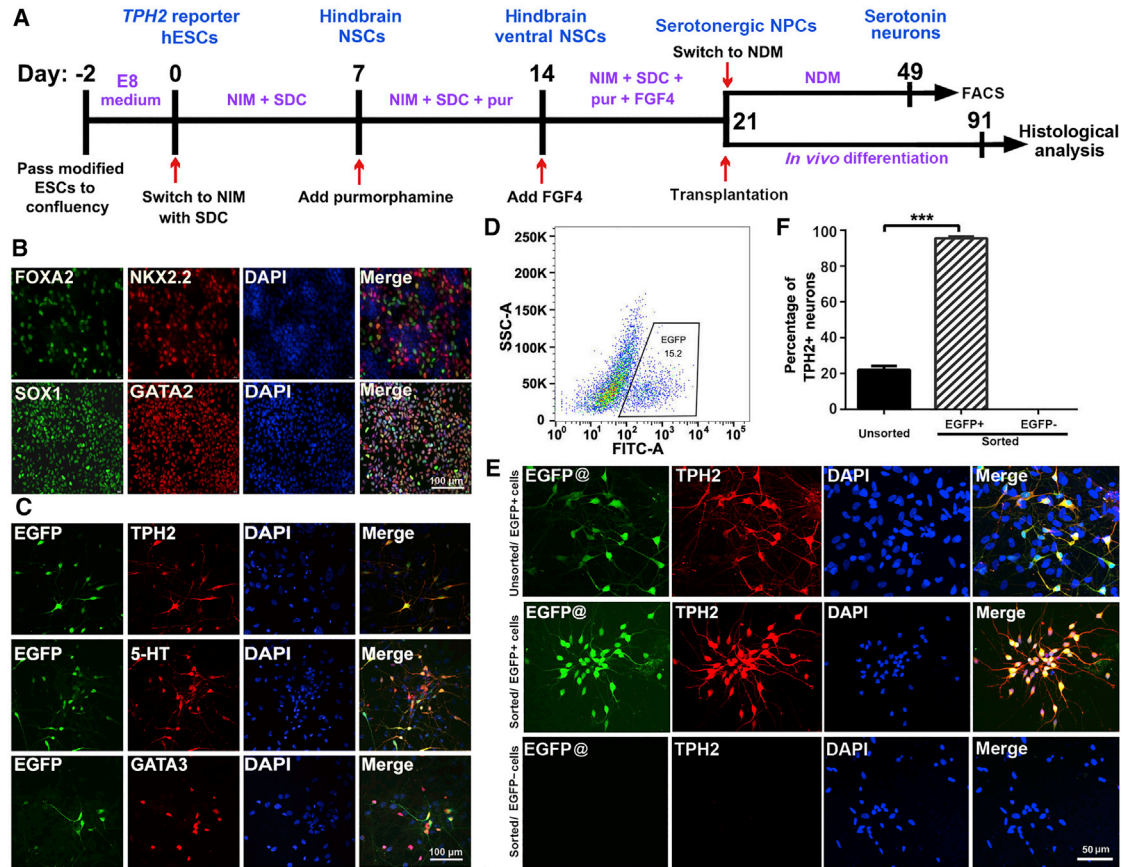 A
TPH2 reporter
hESCs
Hindbrain
NSCs
Hindbrain
ventral NSCs
Serotonergic NPCs
Serotonin
neurons
Switch to NDM
Day: -2
0
7
14
21
49
91
E8
medium
NIM + SDC
NIM + SDC + pur
NIM + SDC +
pur + FGF4
NDM
FACS
In vivo differentiation
Histological
analysis
Pass modified
ESCs to
confluency
Switch to NIM
with SDC
Add purmorphamine
Add FGF4
Transplantation
B
FOXA2 NKX2.2 DAPI Merge
SOX1 GATA2 DAPI Merge
100 µm
C
EGFP TPH2 DAPI Merge
EGFP 5-HT DAPI Merge
EGFP GATA3 DAPI Merge
100 µm
D
SSC-A
250K
200K
150K
100K
50K
0
EGFP
15.2
10⁰ 10¹ 10² 10³ 10⁴ 10⁵
FITC-A
F
Percentage of
TPH2+ neurons
100
80
60
40
20
0
***
Unsorted
EGFP+ EGFP-
Sorted
E
Unsorted/ EGFP+ cells
EGFP@ TPH2 DAPI Merge
Sorted/ EGFP+ cells
EGFP@ TPH2 DAPI Merge
Sorted/ EGFP- cells
EGFP@ TPH2 DAPI Merge
50 µm